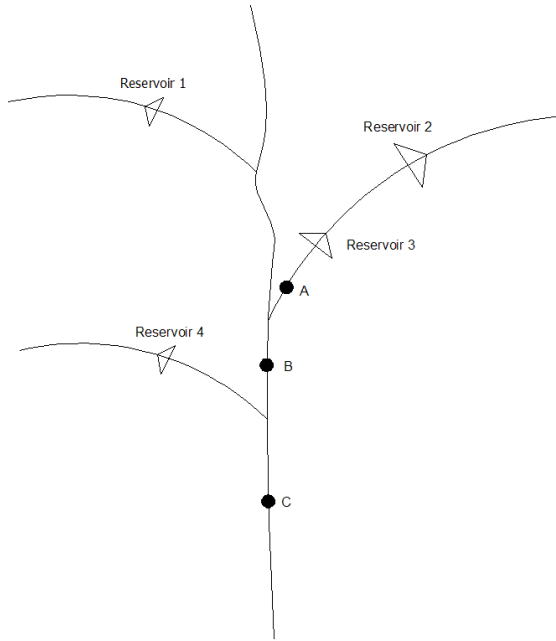 Reservoir 1
Reservoir 2
Reservoir 3
A
Reservoir 4
B
C